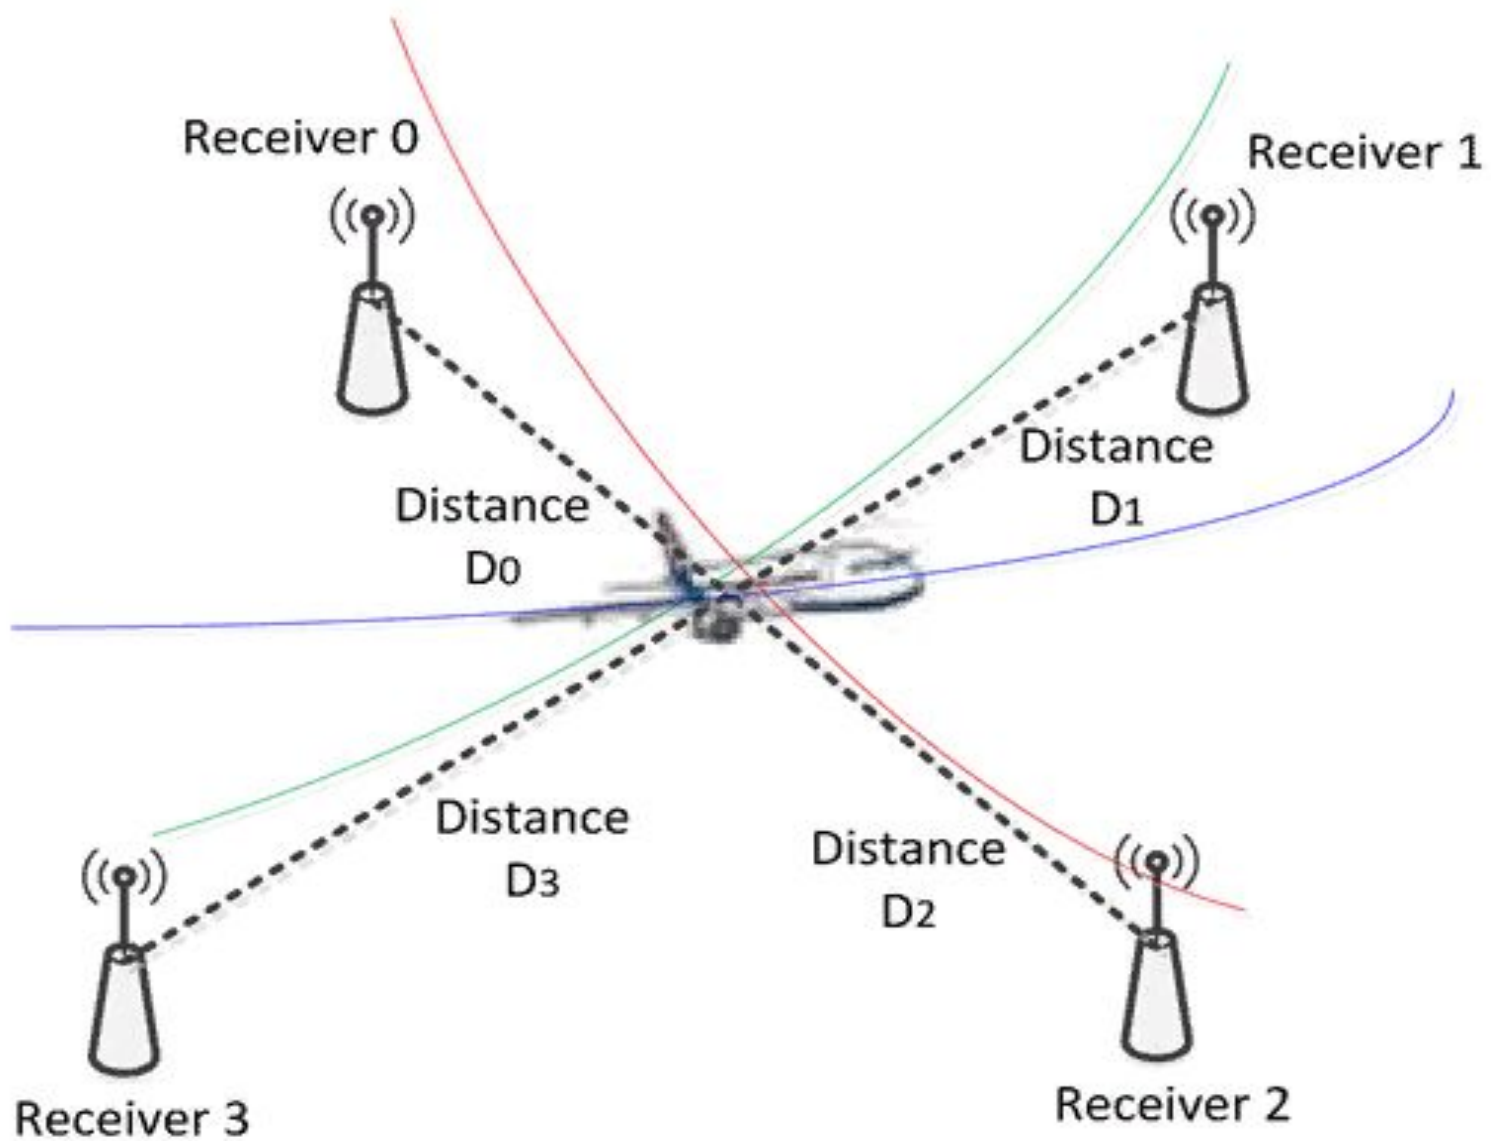 Receiver 0
Receiver 1
Distance
D1
Distance
D0
Distance
D3
Distance
D2
Receiver 2
Receiver 3